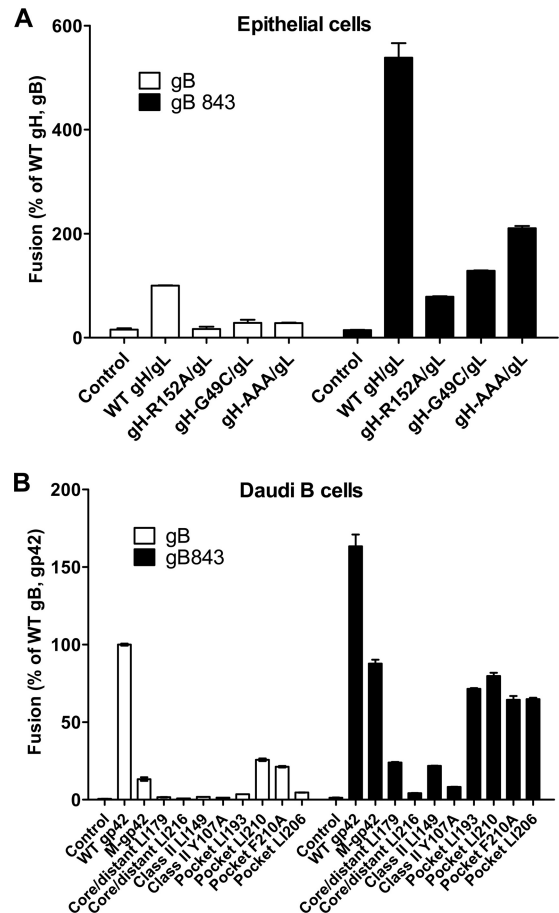 A
Epithelial cells
Fusion (% of WT gH, gB)
600
400
200
0
gB
gB 843
Control
WT gH/gL
gH-R152A/gL
gH-G49C/gL
gH-AAA/gL
Control
WT gH/gL
gH-R152A/gL
gH-G49C/gL
gH-AAA/gL
B
Daudi B cells
Fusion (% of WT gB, gp42)
200
150
100
50
0
gB
gB843
Control
WT gp42
M-gp42
Core/distant LI179
Core/distant LI216
Class II LI149
Class II Y107A
Pocket LI193
Pocket LI210
Pocket F210A
Pocket LI206
Control
WT gp42
M-gp42
Core/distant LI179
Core/distant LI216
Class II LI149
Class II Y107A
Pocket LI193
Pocket LI210
Pocket F210A
Pocket LI206